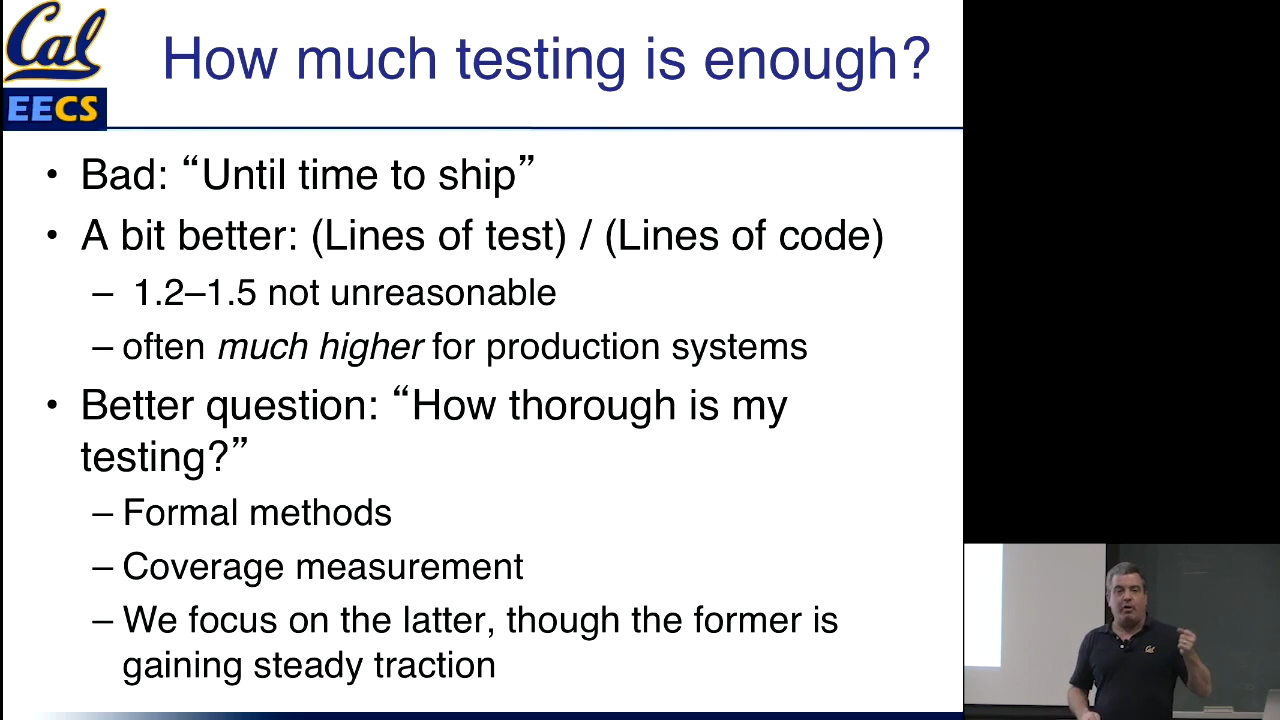 Cal
EECS
How much testing is enough?
• Bad: “Until time to ship”
• A bit better: (Lines of test) / (Lines of code)
– 1.2–1.5 not unreasonable
– often much higher for production systems
• Better question: “How thorough is my
testing?”
– Formal methods
– Coverage measurement
– We focus on the latter, though the former is
gaining steady traction
Cal